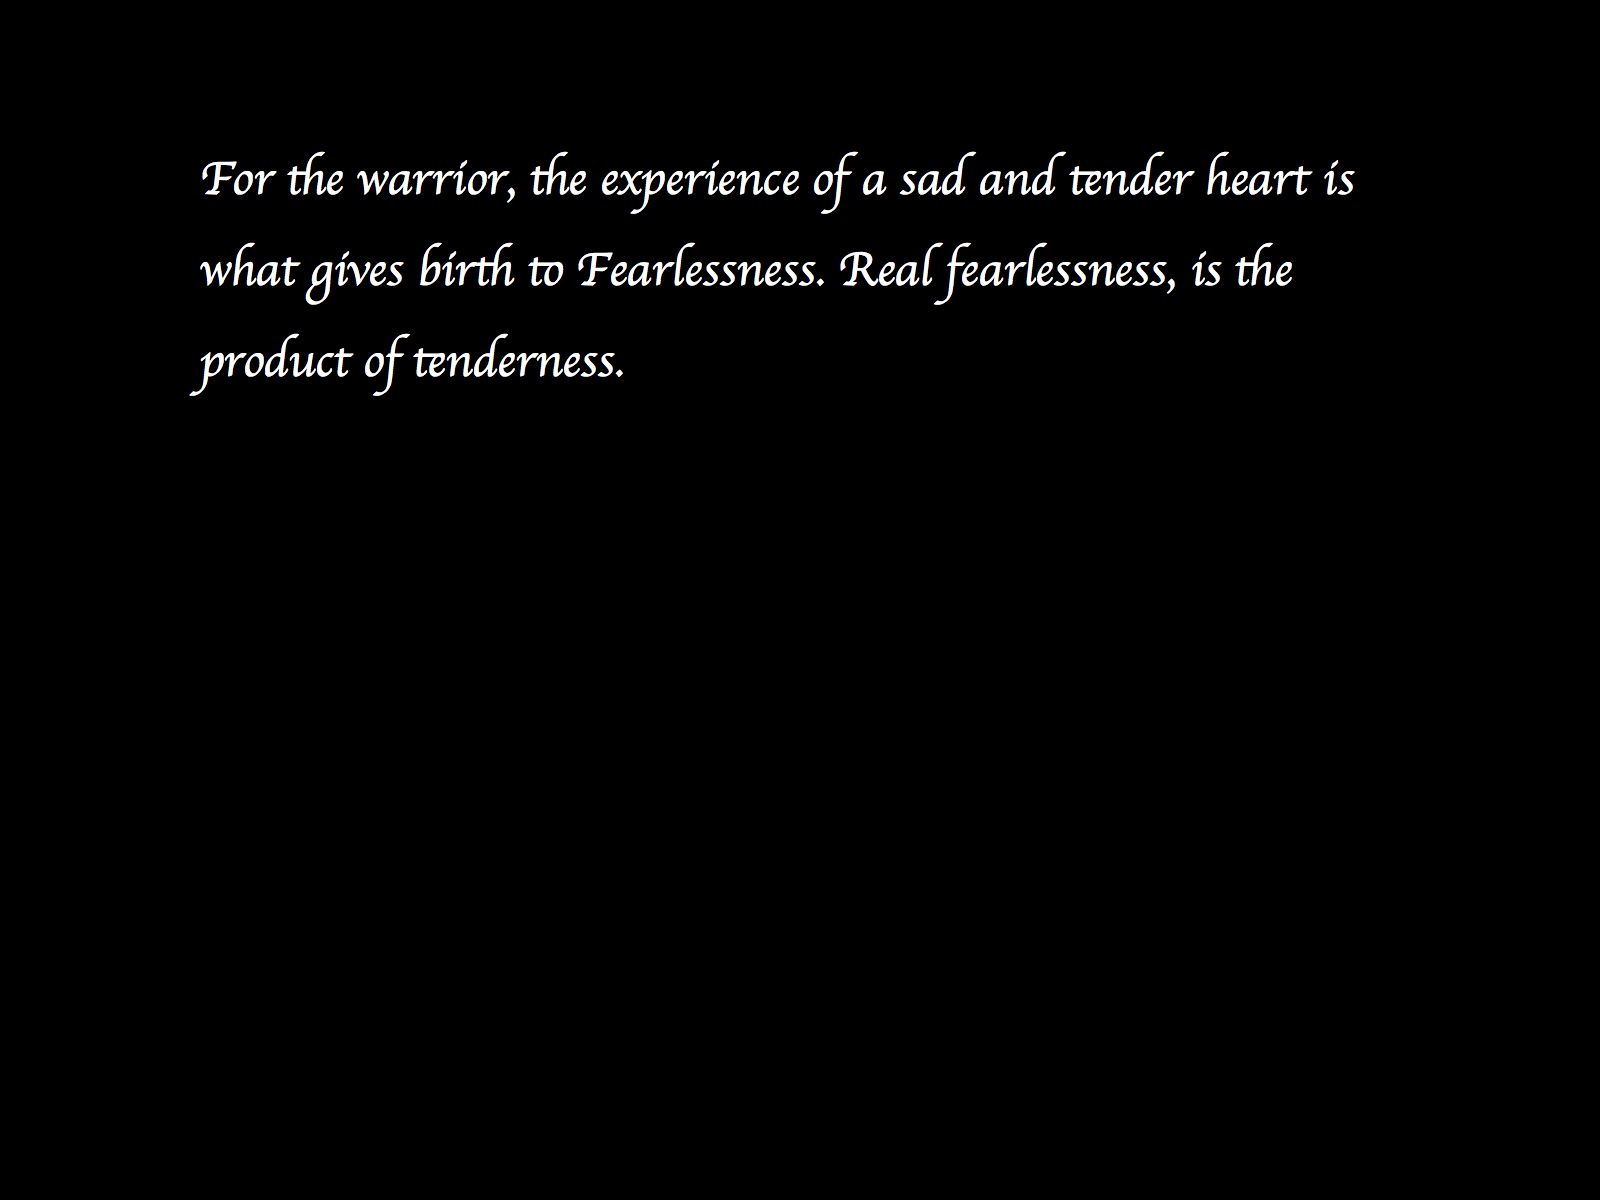 For the warrior, the experience of a sad and tender heart is
what gives birth to Fearlessness. Real fearlessness, is the
product of tenderness.